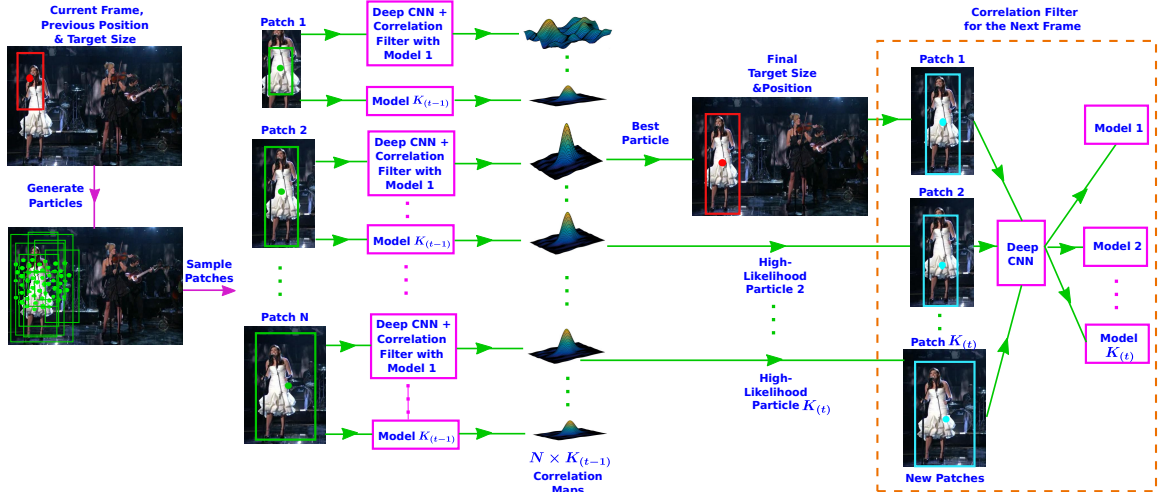 Current Frame,
Previous Position
& Target Size
Generate
Particles
Sample
Patches
Patch 1
Deep CNN +
Correlation
Filter with
Model 1
Model K(t−1)
Patch 2
Deep CNN +
Correlation
Filter with
Model 1
Model K(t−1)
Patch N
Deep CNN +
Correlation
Filter with
Model 1
Model K(t−1)
N × K(t−1)
Correlation
Maps
Best
Particle
Final
Target Size
&Position
High-
Likelihood
Particle 2
High-
Likelihood
Particle K(t)
Correlation Filter
for the Next Frame
Patch 1
Patch 2
Patch K(t)
New Patches
Deep
CNN
Model 1
Model 2
Model
K(t)